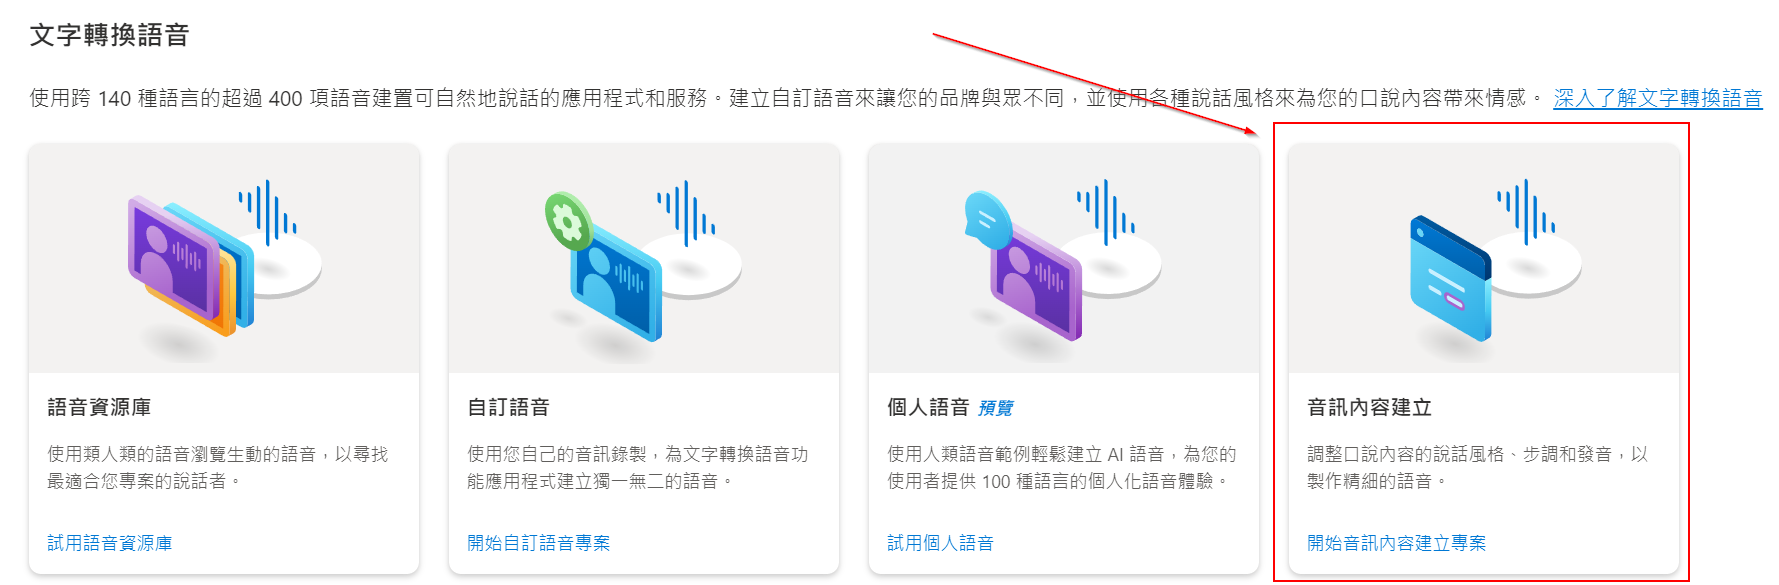 文字轉換語音
使用跨 140 種語言的超過 400 項語音建置可自然地說話的應用程式和服務。建立自訂語音來讓您的品牌與眾不同，並使用各種說話風格來為您的口說內容帶來情感。 深入了解文字轉換語音
語音資源庫
使用類人類的語音瀏覽生動的語音，以尋找
最適合您專案的說話者。
試用語音資源庫
自訂語音
使用您自己的音訊錄製，為文字轉換語音功
能應用程式建立獨一無二的語音。
開始自訂語音專案
個人語音 預覽
使用人類語音範例輕鬆建立 AI 語音，為您的
使用者提供 100 種語言的個人化語音體驗。
試用個人語音
音訊內容建立
調整口說內容的說話風格、步調和發音，以
製作精細的語音。
開始音訊內容建立專案